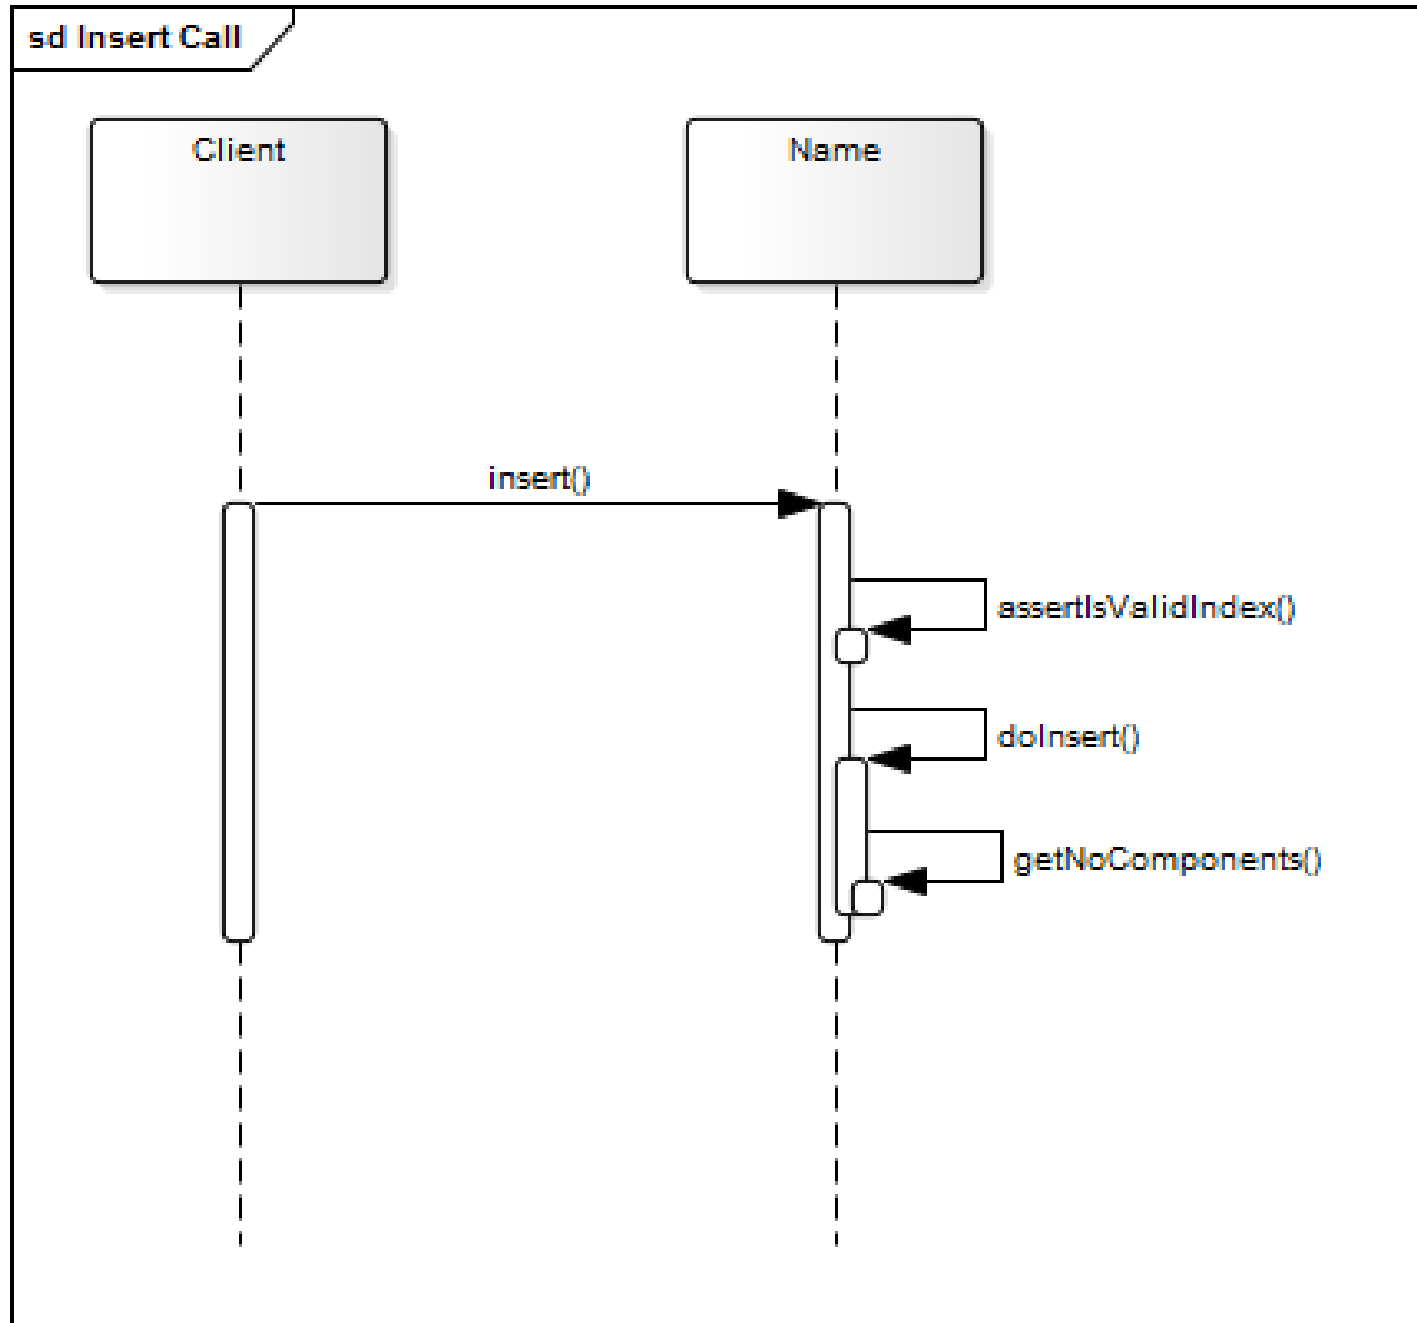 sd Insert Call
Client
Name
insert()
assertIsValidIndex()
doInsert()
getNoComponents()